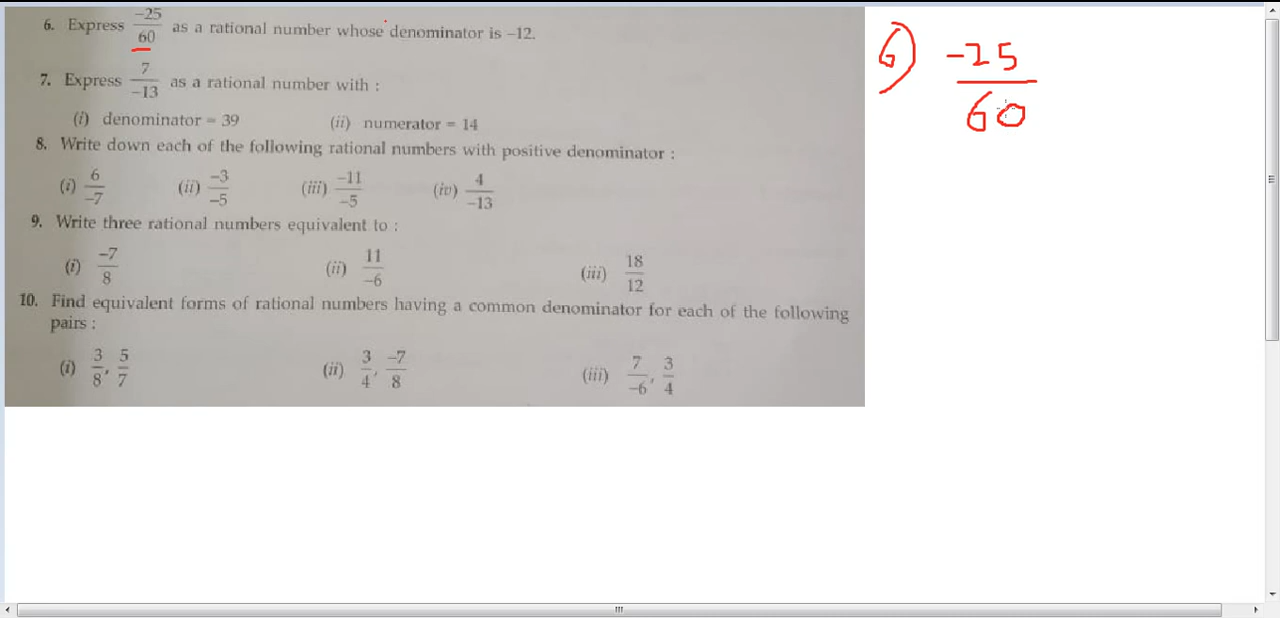 6. Express -25/60 as a rational number whose denominator is -12.
7. Express 7/-13 as a rational number with :
(i) denominator = 39 (ii) numerator = 14
8. Write down each of the following rational numbers with positive denominator :
(i) 6/-7 (ii) -3/-5 (iii) -11/-5 (iv) 4/-13
9. Write three rational numbers equivalent to :
(i) -7/8 (ii) 11/-6 (iii) 18/12
10. Find equivalent forms of rational numbers having a common denominator for each of the following
pairs :
(i) 3/8, 5/7 (ii) 3/4, -7/8 (iii) 7/-6, 3/4
6) -25/60